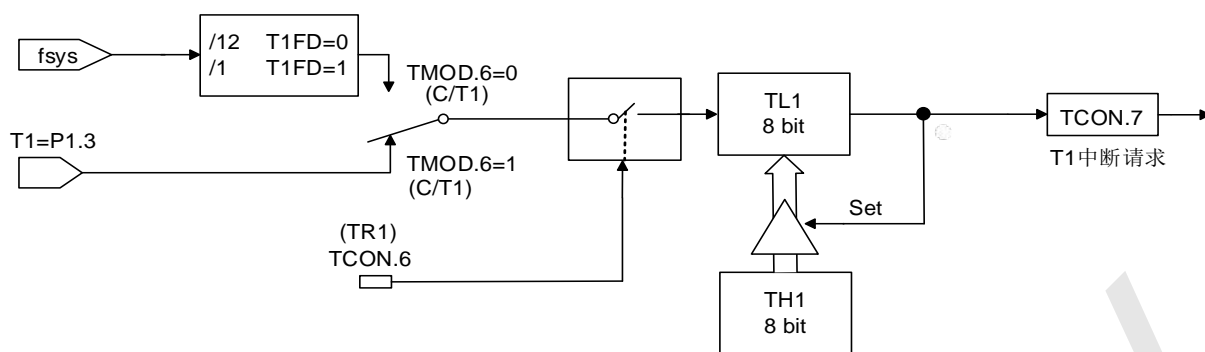 fsys
/12 T1FD=0
/1 T1FD=1
TMOD.6=0
(C/T1)
T1=P1.3
TMOD.6=1
(C/T1)
(TR1)
TCON.6
TL1
8 bit
TCON.7
T1中断请求
Set
TH1
8 bit